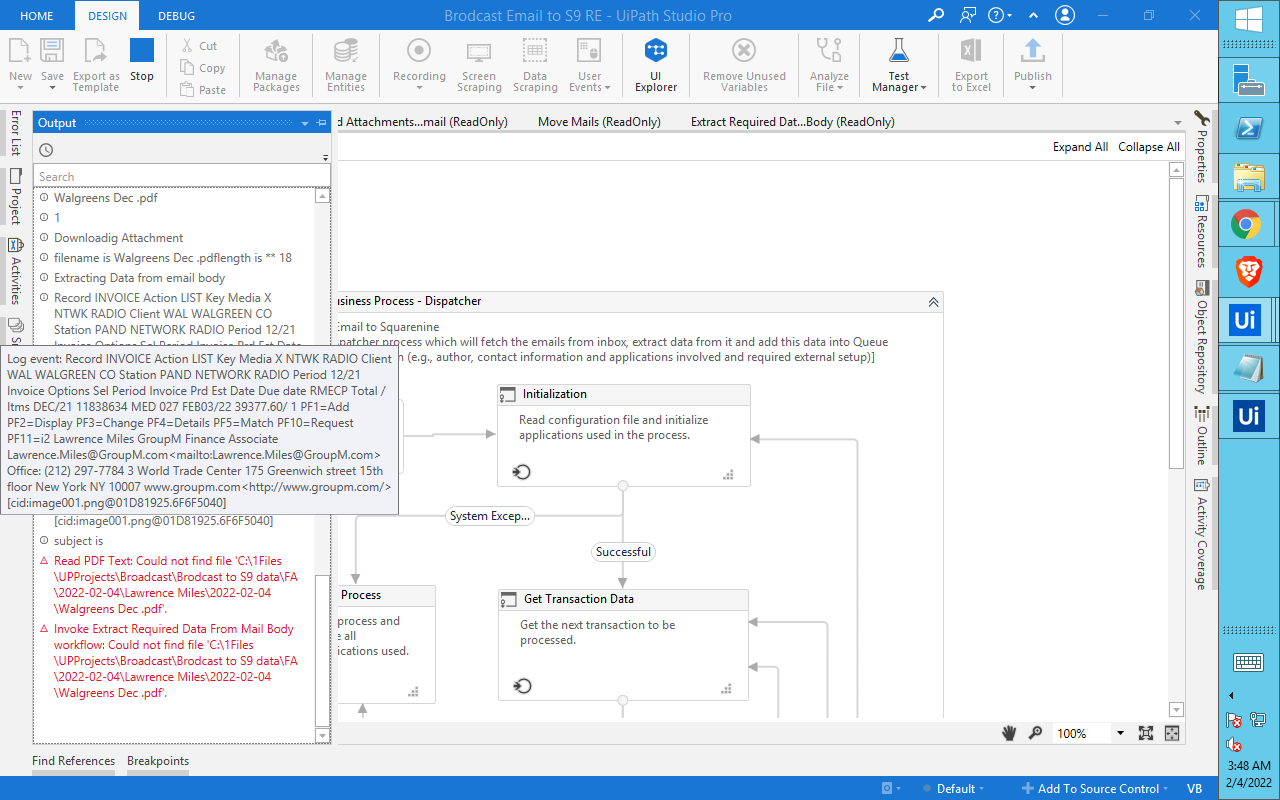 HOME DESIGN DEBUG Brodcast Email to S9 RE - UiPath Studio Pro
New Save Export as Template Stop
Cut
Copy
Paste
Manage Packages
Manage Entities
Recording
Screen Scraping
Data Scraping
User Events
UI Explorer
Remove Unused Variables
Analyze File
Test Manager
Export to Excel
Publish
Error List
Project
Activities
Output
Search
Walgreens Dec .pdf
1
Downloadig Attachment
filename is Walgreens Dec .pdflength is ** 18
Extracting Data from email body
Record INVOICE Action LIST Key Media X
NTWK RADIO Client WAL WALGREEN CO
Station PAND NETWORK RADIO Period 12/21
Log event: Record INVOICE Action LIST Key Media X NTWK RADIO Client
WAL WALGREEN CO Station PAND NETWORK RADIO Period 12/21
Invoice Options Sel Period Invoice Prd Est Date Due date RMECP Total /
Itms DEC/21 11838634 MED 027 FEB03/22 39377.60/ 1 PF1=Add
PF2=Display PF3=Change PF4=Details PF5=Match PF10=Request
PF11=i2 Lawrence Miles GroupM Finance Associate
Lawrence.Miles@GroupM.com<mailto:Lawrence.Miles@GroupM.com>
Office: (212) 297-7784 3 World Trade Center 175 Greenwich street 15th
floor New York NY 10007 www.groupm.com<http://www.groupm.com/>
[cid:image001.png@01D81925.6F6F5040]
[cid:image001.png@01D81925.6F6F5040]
subject is
Read PDF Text: Could not find file 'C:\1Files
\UPProjects\Broadcast\Brodcast to S9 data\FA
\2022-02-04\Lawrence Miles\2022-02-04
\Walgreens Dec .pdf'.
Invoke Extract Required Data From Mail Body
workflow: Could not find file 'C:\1Files
\UPProjects\Broadcast\Brodcast to S9 data\FA
\2022-02-04\Lawrence Miles\2022-02-04
\Walgreens Dec .pdf'.
Find References Breakpoints
d Attachments...mail (ReadOnly) Move Mails (ReadOnly) Extract Required Dat...Body (ReadOnly)
Expand All Collapse All
usiness Process - Dispatcher
Email to Squarenine
patcher process which will fetch the emails from inbox, extract data from it and add this data into Queue
n (e.g., author, contact information and applications involved and required external setup)]
Initialization
Read configuration file and initialize
applications used in the process.
System Excep...
Successful
Process
process and
e all
ications used.
Get Transaction Data
Get the next transaction to be
processed.
100%
Properties
Resources
Object Repository
Outline
Activity Coverage
Default Add To Source Control VB
Ui
Ui
3:48 AM
2/4/2022